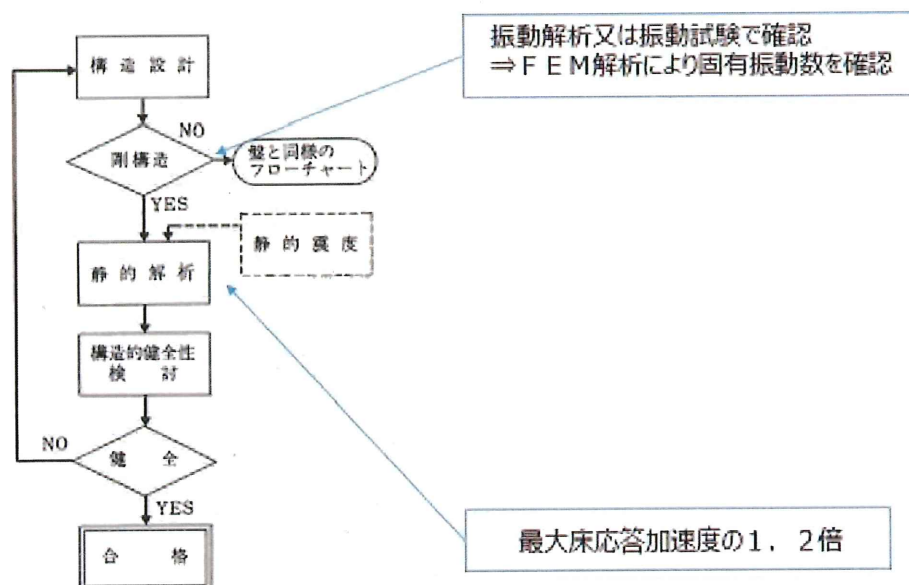 振動解析又は振動試験で確認
⇒ＦＥＭ解析により固有振動数を確認
構造設計
NO
剛構造
盤と同様の
フローチャート
YES
静的震度
静的解析
構造的健全性
検討
NO
健全
YES
最大床応答加速度の１．２倍
合格